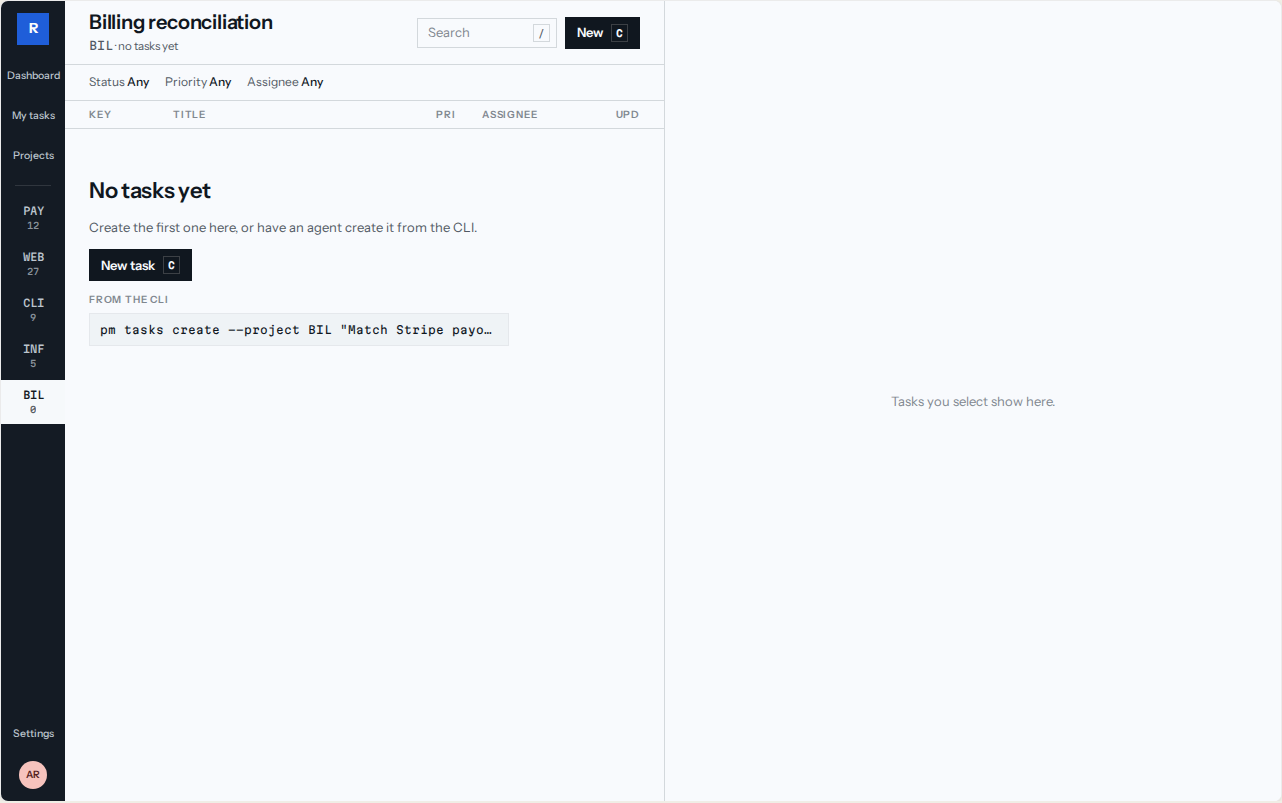 R
Dashboard
My tasks
Projects
PAY
12
WEB
27
CLI
9
INF
5
BIL
0
Settings
AR
Billing reconciliation
BIL · no tasks yet
Search /
New C
Status Any Priority Any Assignee Any
KEY TITLE PRI ASSIGNEE UPD
No tasks yet
Create the first one here, or have an agent create it from the CLI.
New task C
FROM THE CLI
pm tasks create --project BIL "Match Stripe payo…
Tasks you select show here.